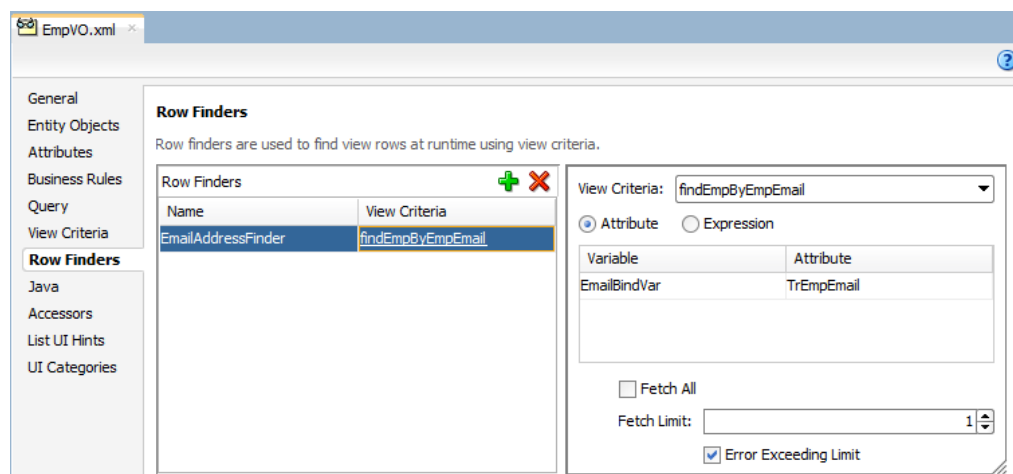 EmpVO.xml
General
Entity Objects
Attributes
Business Rules
Query
View Criteria
Row Finders
Java
Accessors
List UI Hints
UI Categories
Row Finders
Row finders are used to find view rows at runtime using view criteria.
Row Finders
Name View Criteria
EmailAddressFinder findEmpByEmpEmail
View Criteria: findEmpByEmpEmail
Attribute Expression
Variable Attribute
EmailBindVar TrEmpEmail
Fetch All
Fetch Limit: 1
Error Exceeding Limit